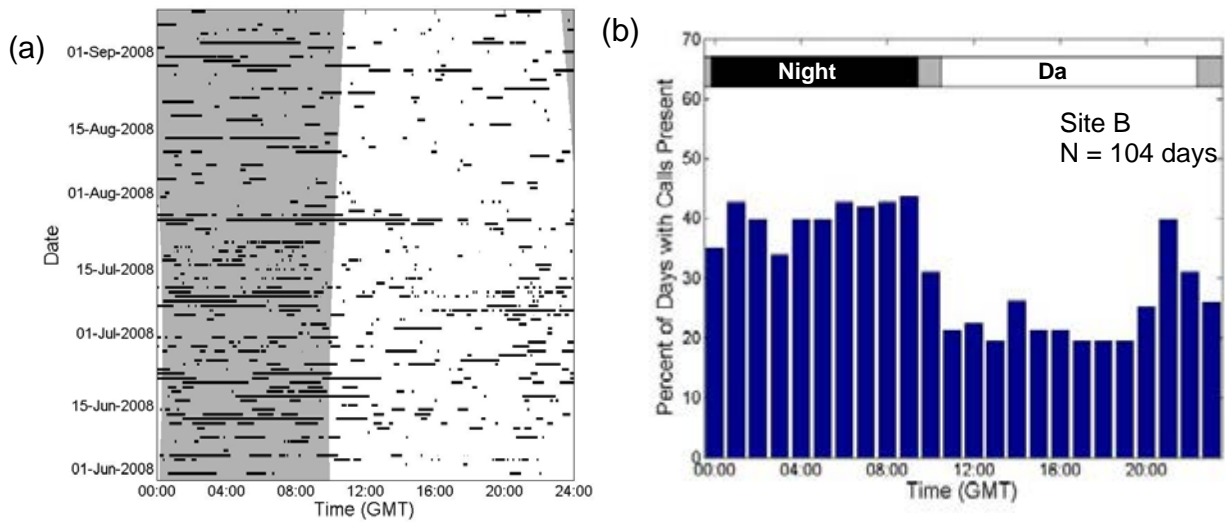 (a)
Date
01-Sep-2008
15-Aug-2008
01-Aug-2008
15-Jul-2008
01-Jul-2008
15-Jun-2008
01-Jun-2008
00:00 04:00 08:00 12:00 16:00 20:00 24:00
Time (GMT)
(b)
Percent of Days with Calls Present
70
60
50
40
30
20
10
0
Night Da
Site B
N = 104 days
00:00 04:00 08:00 12:00 16:00 20:00
Time (GMT)